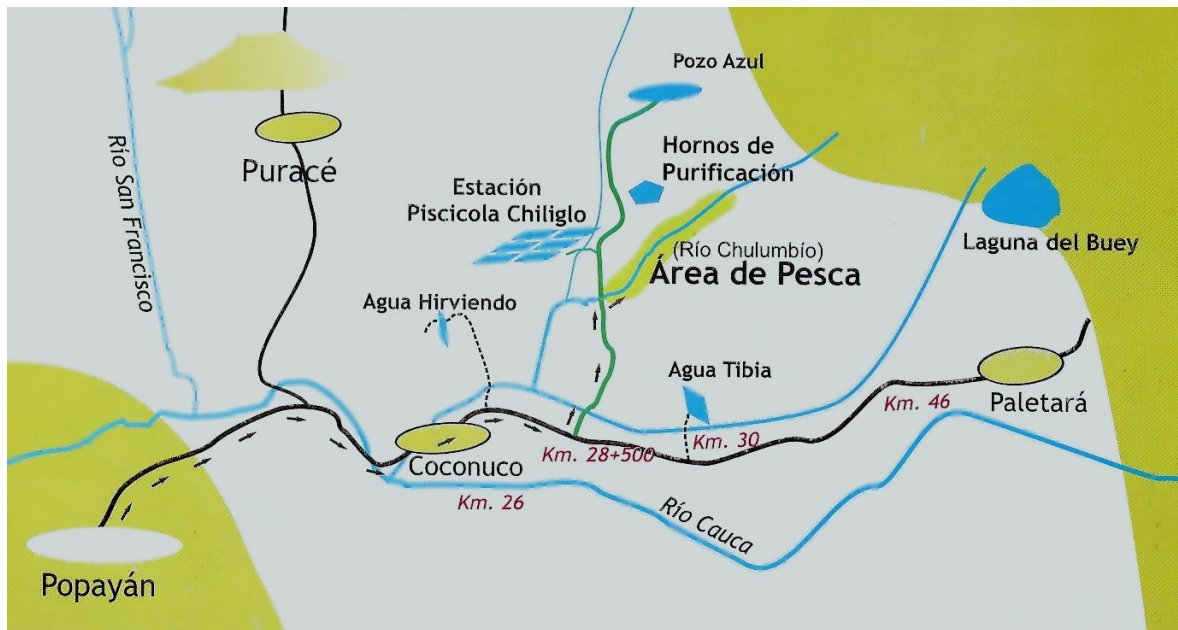 Pozo Azul
Río San Francisco
Puracé
Hornos de
Purificación
Estación
Piscicola Chiliglo
(Río Chulumbío)
Área de Pesca
Laguna del Buey
Agua Hirviendo
Agua Tibia
Km. 46
Paletará
Km. 30
Coconuco
Km. 28+500
Km. 26
Río Cauca
Popayán